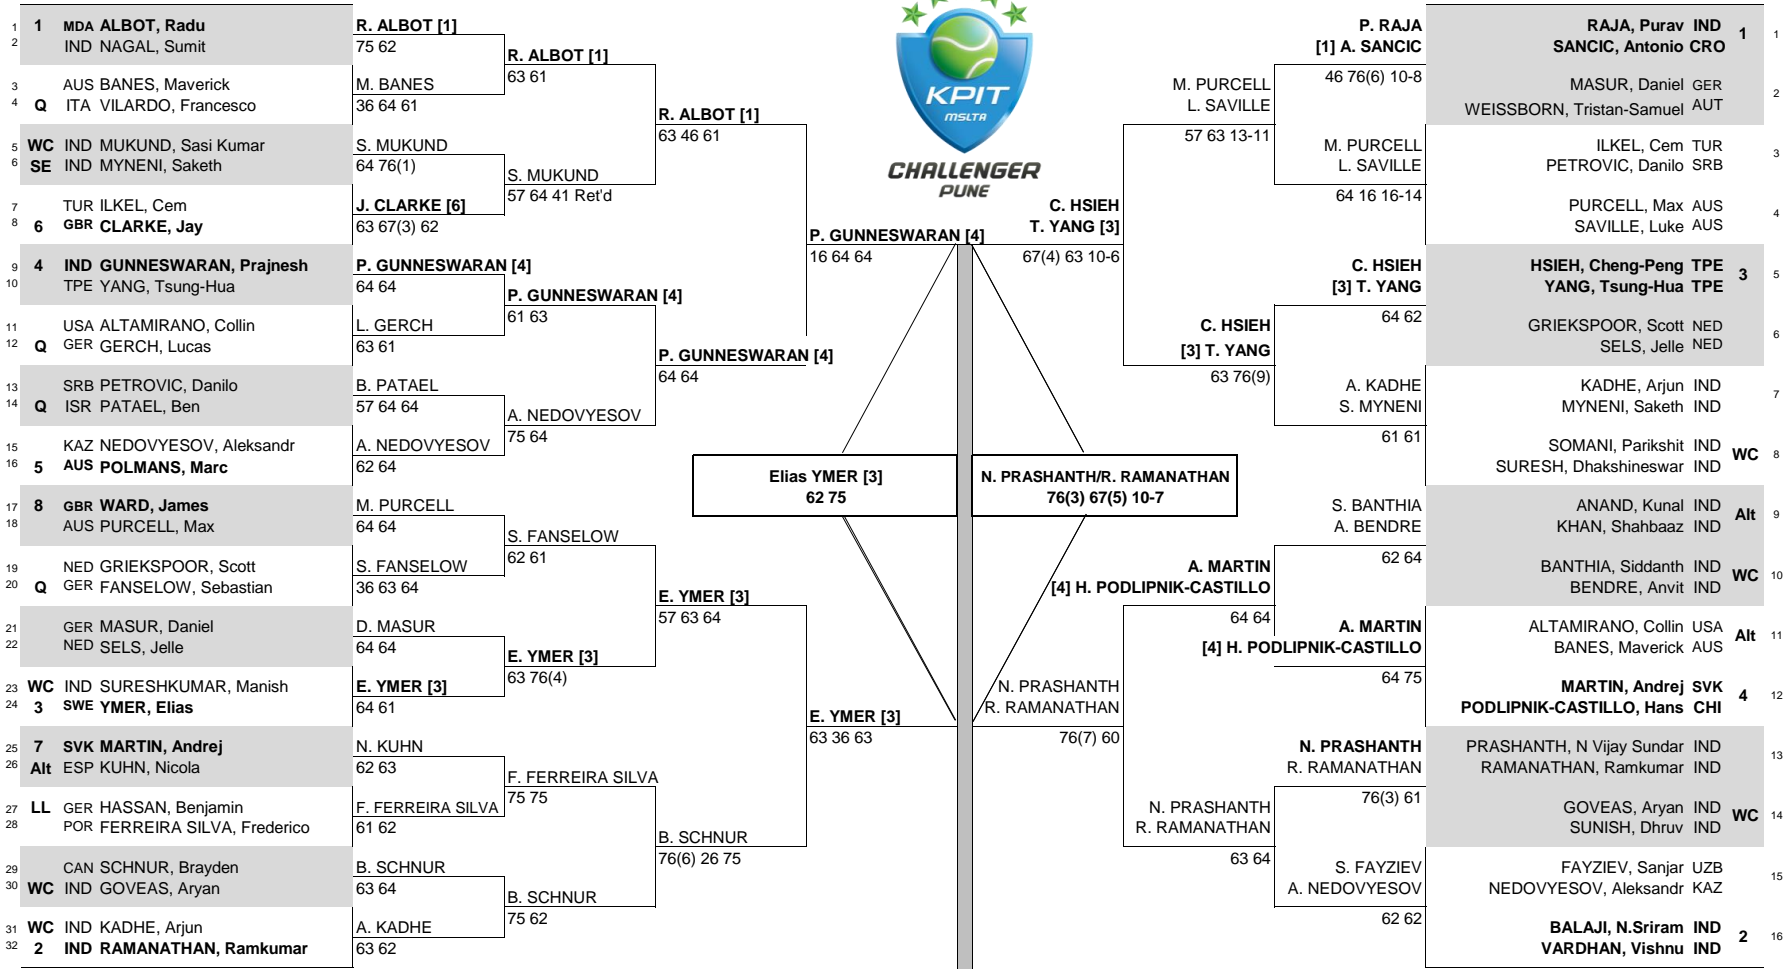 1 1 MDA ALBOT, Radu
2 IND NAGAL, Sumit
3 AUS BANES, Maverick
4 Q ITA VILARDO, Francesco
5 WC IND MUKUND, Sasi Kumar
6 SE IND MYNENI, Saketh
7 TUR ILKEL, Cem
8 6 GBR CLARKE, Jay
9 4 IND GUNNESWARAN, Prajnesh
10 TPE YANG, Tsung-Hua
11 USA ALTAMIRANO, Collin
12 Q GER GERCH, Lucas
13 SRB PETROVIC, Danilo
14 Q ISR PATAEL, Ben
15 KAZ NEDOVYESOV, Aleksandr
16 5 AUS POLMANS, Marc
17 8 GBR WARD, James
18 AUS PURCELL, Max
19 NED GRIEKSPOOR, Scott
20 Q GER FANSELOW, Sebastian
21 GER MASUR, Daniel
22 NED SELS, Jelle
23 WC IND SURESHKUMAR, Manish
24 3 SWE YMER, Elias
25 7 SVK MARTIN, Andrej
26 Alt ESP KUHN, Nicola
27 LL GER HASSAN, Benjamin
28 POR FERREIRA SILVA, Frederico
29 CAN SCHNUR, Brayden
30 WC IND GOVEAS, Aryan
31 WC IND KADHE, Arjun
32 2 IND RAMANATHAN, Ramkumar
R. ALBOT [1]
75 62
M. BANES
36 64 61
S. MUKUND
64 76(1)
J. CLARKE [6]
63 67(3) 62
P. GUNNESWARAN [4]
64 64
L. GERCH
63 61
B. PATAEL
57 64 64
A. NEDOVYESOV
62 64
M. PURCELL
64 64
S. FANSELOW
36 63 64
D. MASUR
64 64
E. YMER [3]
64 61
N. KUHN
62 63
F. FERREIRA SILVA
61 62
B. SCHNUR
63 64
A. KADHE
63 62
R. ALBOT [1]
63 61
S. MUKUND
57 64 41 Ret'd
P. GUNNESWARAN [4]
61 63
A. NEDOVYESOV
75 64
S. FANSELOW
62 61
E. YMER [3]
63 76(4)
F. FERREIRA SILVA
75 75
B. SCHNUR
75 62
R. ALBOT [1]
63 46 61
P. GUNNESWARAN [4]
64 64
E. YMER [3]
57 63 64
B. SCHNUR
76(6) 26 75
P. GUNNESWARAN [4]
16 64 64
E. YMER [3]
63 36 63
Elias YMER [3]
62 75
KPIT
MSLTA
CHALLENGER
PUNE
N. PRASHANTH/R. RAMANATHAN
76(3) 67(5) 10-7
C. HSIEH
T. YANG [3]
67(4) 63 10-6
N. PRASHANTH
R. RAMANATHAN
76(7) 60
M. PURCELL
L. SAVILLE
57 63 13-11
C. HSIEH
[3] T. YANG
63 76(9)
A. MARTIN
[4] H. PODLIPNIK-CASTILLO
64 64
N. PRASHANTH
R. RAMANATHAN
63 64
P. RAJA
[1] A. SANCIC
46 76(6) 10-8
M. PURCELL
L. SAVILLE
64 16 16-14
C. HSIEH
[3] T. YANG
64 62
A. KADHE
S. MYNENI
61 61
S. BANTHIA
A. BENDRE
62 64
A. MARTIN
[4] H. PODLIPNIK-CASTILLO
64 75
N. PRASHANTH
R. RAMANATHAN
76(3) 61
S. FAYZIEV
A. NEDOVYESOV
62 62
RAJA, Purav IND
SANCIC, Antonio CRO 1 1
MASUR, Daniel GER
WEISSBORN, Tristan-Samuel AUT 2
ILKEL, Cem TUR
PETROVIC, Danilo SRB 3
PURCELL, Max AUS
SAVILLE, Luke AUS 4
HSIEH, Cheng-Peng TPE
YANG, Tsung-Hua TPE 3 5
GRIEKSPOOR, Scott NED
SELS, Jelle NED 6
KADHE, Arjun IND
MYNENI, Saketh IND 7
SOMANI, Parikshit IND
SURESH, Dhakshineswar IND WC 8
ANAND, Kunal IND
KHAN, Shahbaaz IND Alt 9
BANTHIA, Siddanth IND
BENDRE, Anvit IND WC 10
ALTAMIRANO, Collin USA
BANES, Maverick AUS Alt 11
MARTIN, Andrej SVK
PODLIPNIK-CASTILLO, Hans CHI 4 12
PRASHANTH, N Vijay Sundar IND
RAMANATHAN, Ramkumar IND 13
GOVEAS, Aryan IND
SUNISH, Dhruv IND WC 14
FAYZIEV, Sanjar UZB
NEDOVYESOV, Aleksandr KAZ 15
BALAJI, N.Sriram IND
VARDHAN, Vishnu IND 2 16